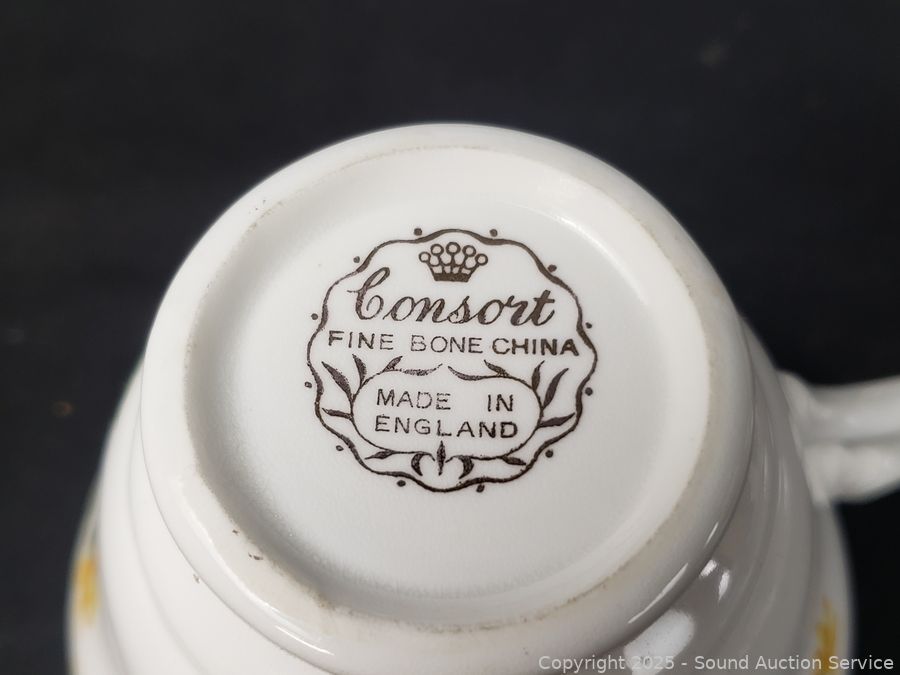 Consort
FINE BONE CHINA
MADE IN
ENGLAND
Copyright 2025 - Sound Auction Service